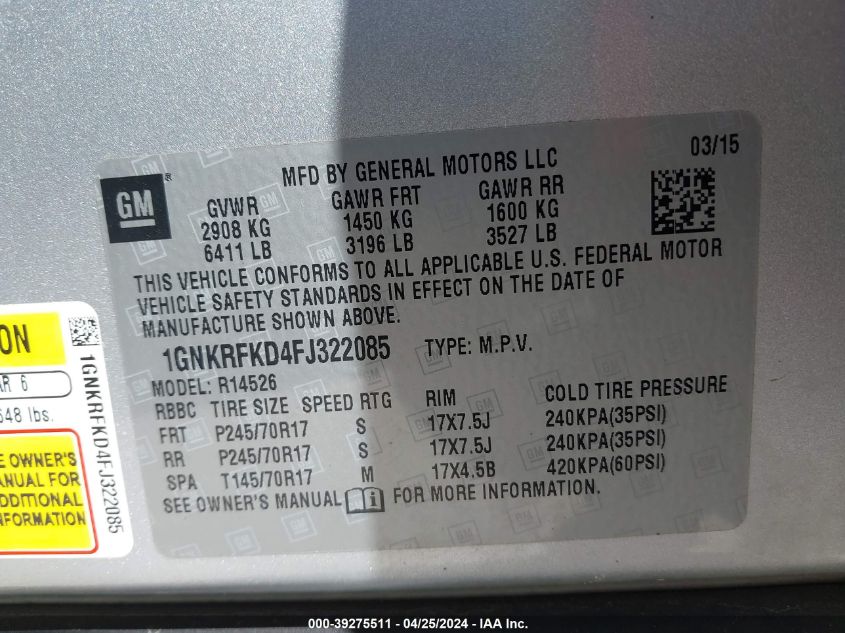 03/15
MFD BY GENERAL MOTORS LLC
GM
GVWR GAWR FRT GAWR RR
2908 KG 1450 KG 1600 KG
6411 LB 3196 LB 3527 LB
THIS VEHICLE CONFORMS TO ALL APPLICABLE U.S. FEDERAL MOTOR
VEHICLE SAFETY STANDARDS IN EFFECT ON THE DATE OF
MANUFACTURE SHOWN ABOVE.
1GNKRFKD4FJ322085 TYPE: M.P.V.
MODEL: R14526
RBBC TIRE SIZE SPEED RTG RIM COLD TIRE PRESSURE
FRT P245/70R17 S 17X7.5J 240KPA(35PSI)
RR P245/70R17 S 17X7.5J 240KPA(35PSI)
SPA T145/70R17 M 17X4.5B 420KPA(60PSI)
SEE OWNER'S MANUAL FOR MORE INFORMATION.
ON
AR 6
648 lbs.
E OWNER'S
ANUAL FOR
DDITIONAL
FORMATION
1GNKRFKD4FJ322085
000-39275511 - 04/25/2024 - IAA Inc.